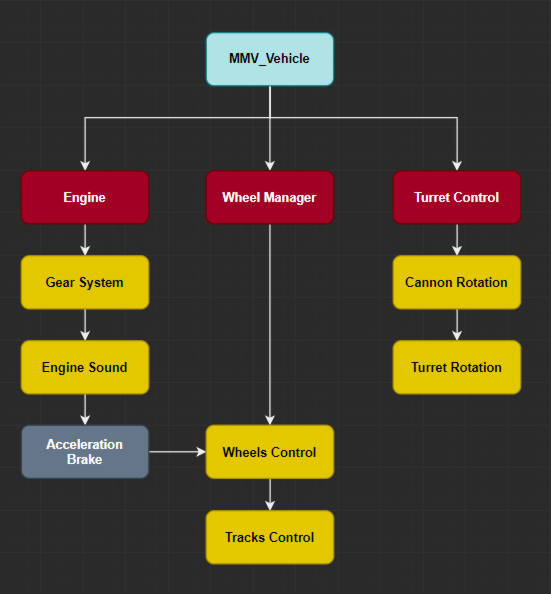 MMV_Vehicle
Engine
Wheel Manager
Turret Control
Gear System
Cannon Rotation
Engine Sound
Turret Rotation
Acceleration
Brake
Wheels Control
Tracks Control